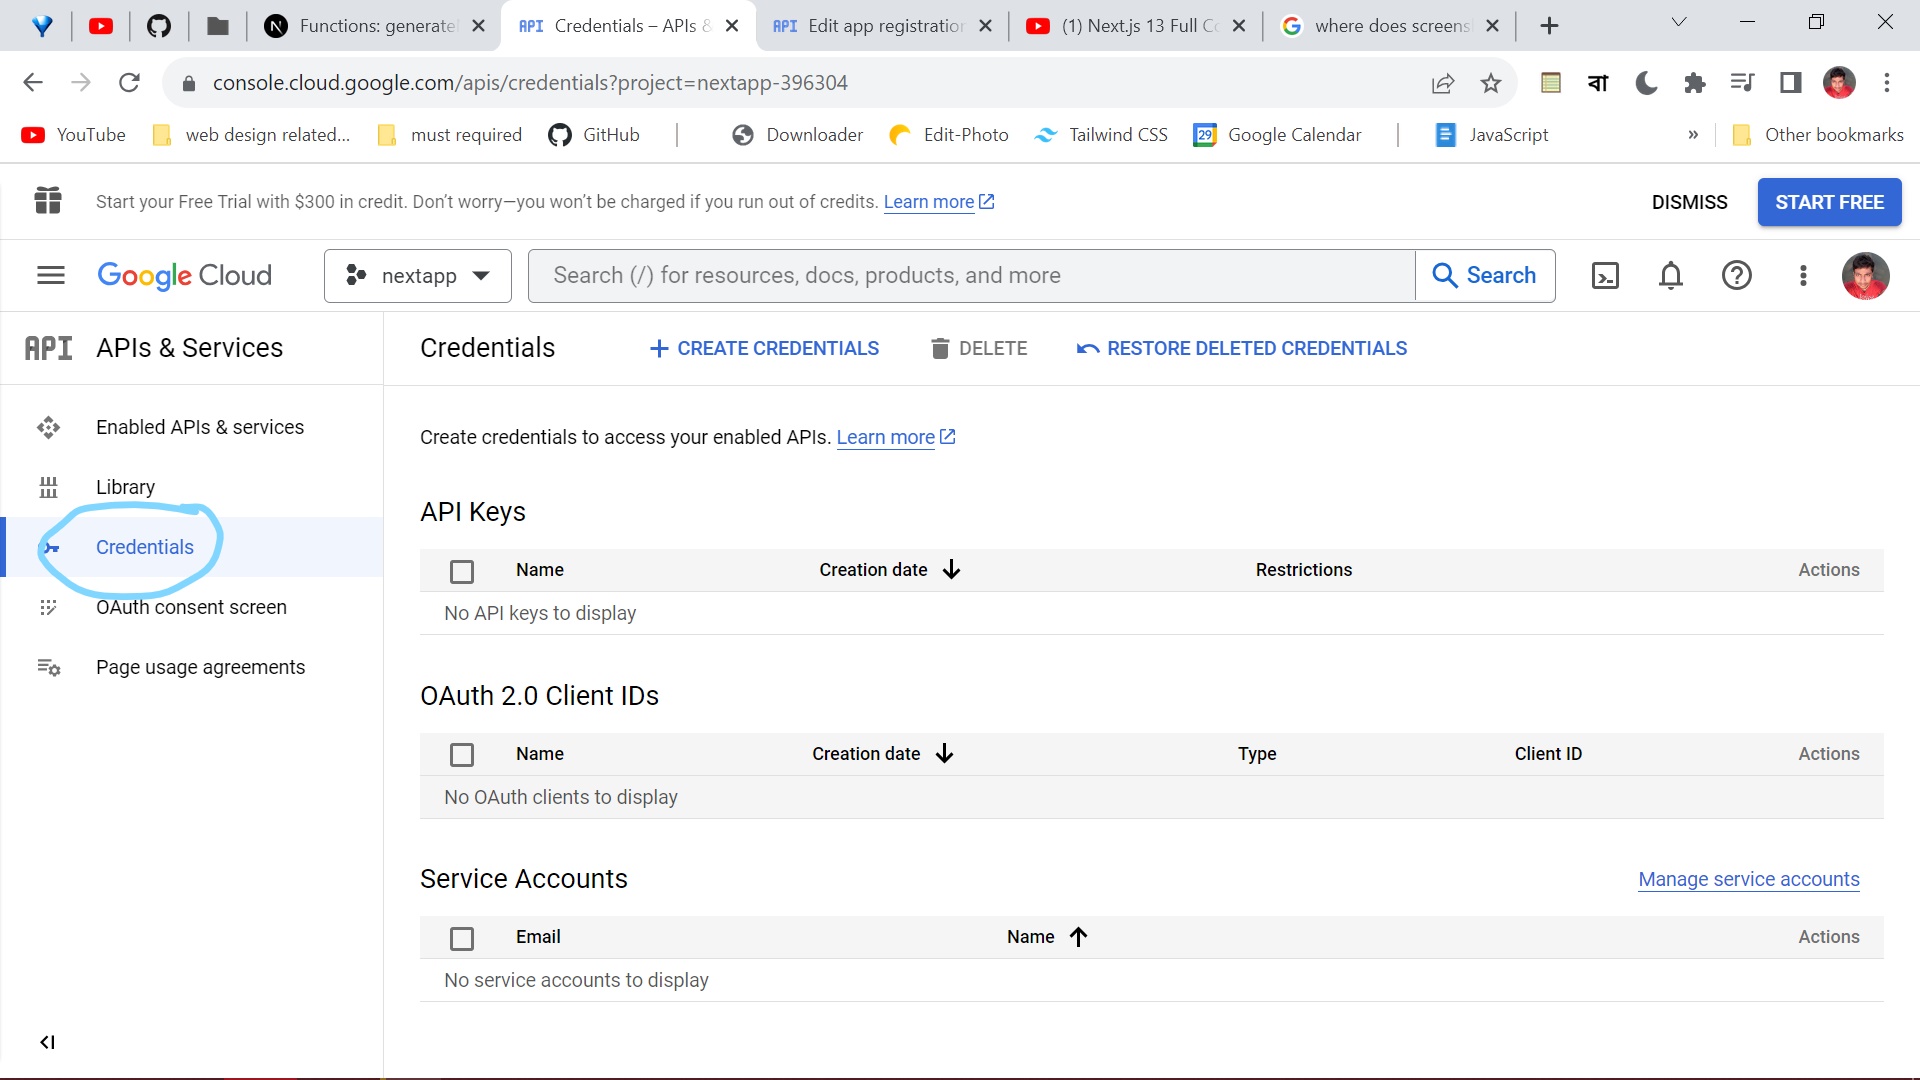 Functions: generate
API Credentials – APIs &
API Edit app registration
(1) Next.js 13 Full Co
where does screens
console.cloud.google.com/apis/credentials?project=nextapp-396304
বা
YouTube web design related... must required GitHub Downloader Edit-Photo Tailwind CSS 29 Google Calendar JavaScript » Other bookmarks
Start your Free Trial with $300 in credit. Don’t worry—you won’t be charged if you run out of credits. Learn more DISMISS START FREE
Google Cloud nextapp Search (/) for resources, docs, products, and more Search
API APIs & Services
Enabled APIs & services
Library
Credentials
OAuth consent screen
Page usage agreements
Credentials CREATE CREDENTIALS DELETE RESTORE DELETED CREDENTIALS
Create credentials to access your enabled APIs. Learn more
API Keys
Name Creation date Restrictions Actions
No API keys to display
OAuth 2.0 Client IDs
Name Creation date Type Client ID Actions
No OAuth clients to display
Service Accounts Manage service accounts
Email Name Actions
No service accounts to display